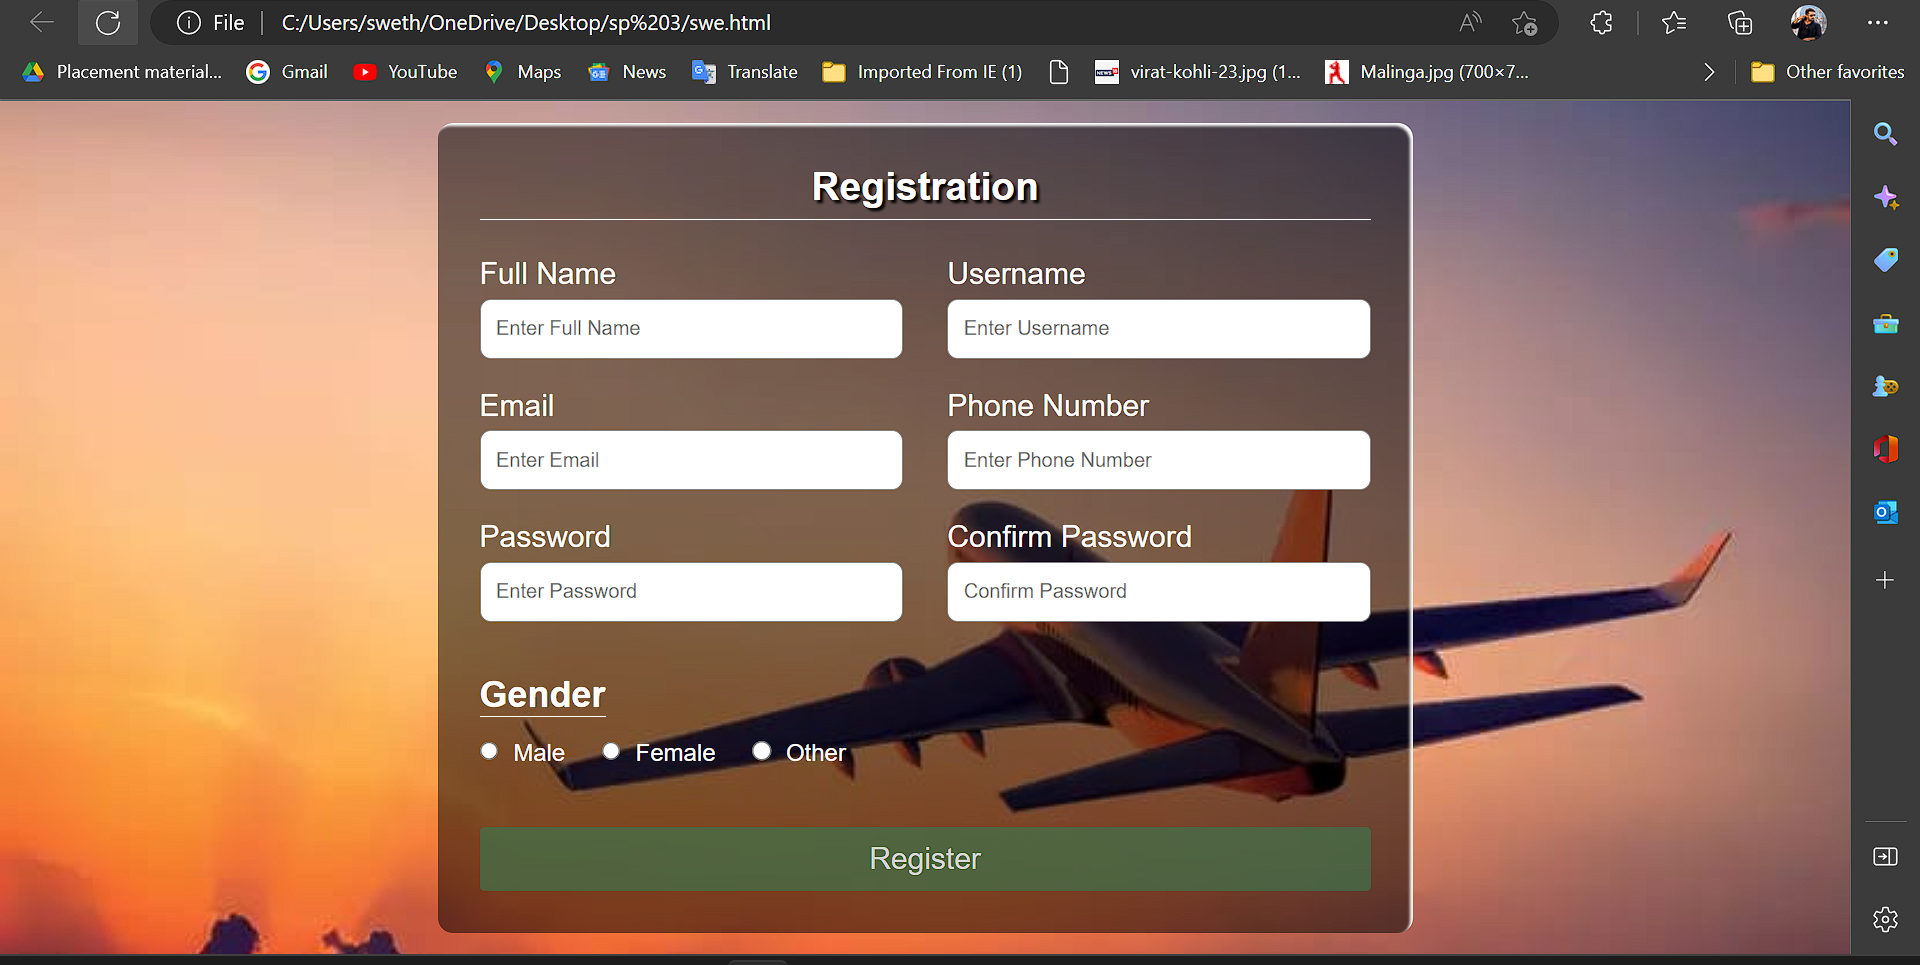 File C:/Users/sweth/OneDrive/Desktop/sp%203/swe.html
Placement material... Gmail YouTube Maps News Translate Imported From IE (1) virat-kohli-23.jpg (1... Malinga.jpg (700×7... Other favorites
Registration
Full Name Username
Enter Full Name Enter Username
Email Phone Number
Enter Email Enter Phone Number
Password Confirm Password
Enter Password Confirm Password
Gender
Male Female Other
Register